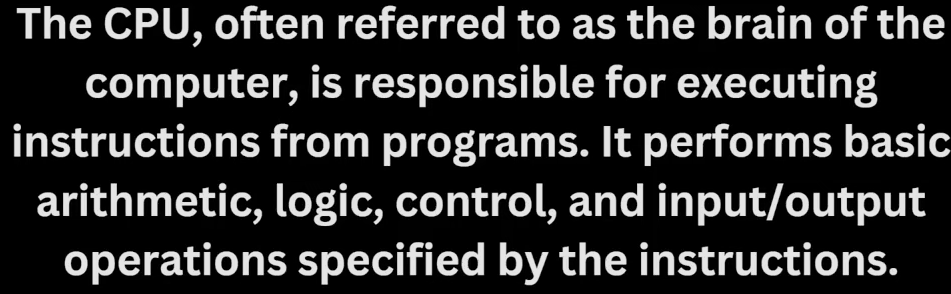 The CPU, often referred to as the brain of the
computer, is responsible for executing
instructions from programs. It performs basic
arithmetic, logic, control, and input/output
operations specified by the instructions.